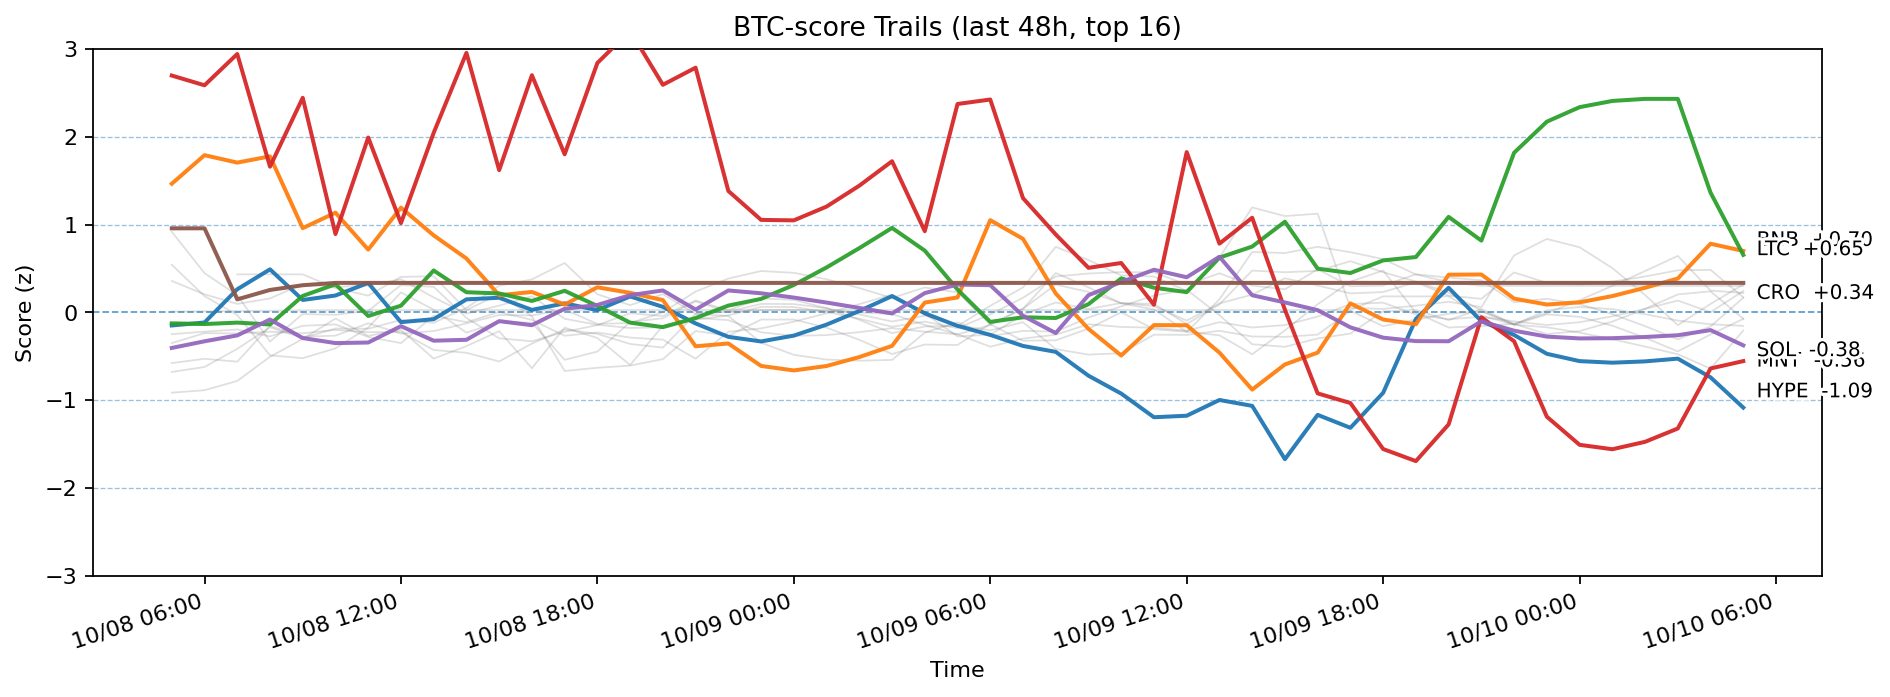 BTC-score Trails (last 48h, top 16)
Score (z)
3
2
1
0
−1
−2
−3
LTC +0.65
CRO +0.34
SOL -0.38
HYPE -1.09
10/08 06:00
10/08 12:00
10/08 18:00
10/09 00:00
10/09 06:00
10/09 12:00
10/09 18:00
10/10 00:00
10/10 06:00
Time